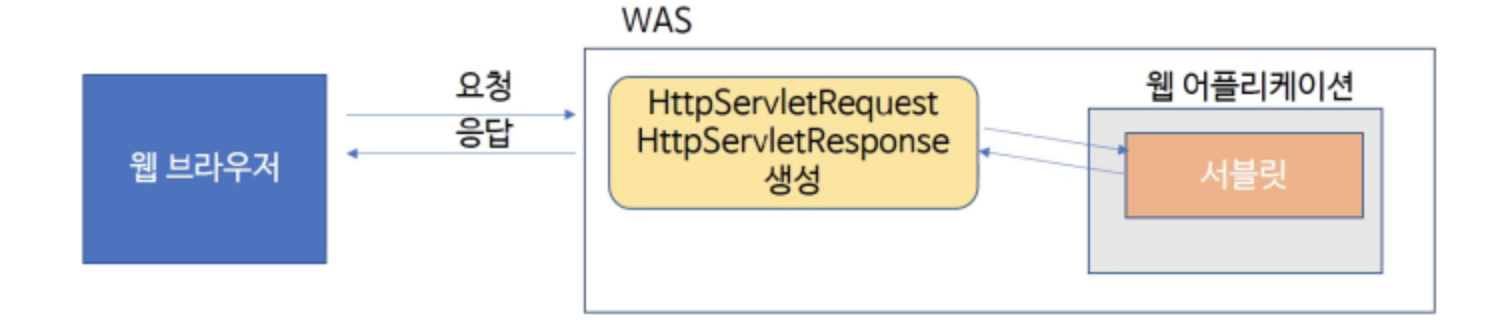 WAS
요청
응답
웹 브라우저
HttpServletRequest
HttpServletResponse
생성
웹 어플리케이션
서블릿